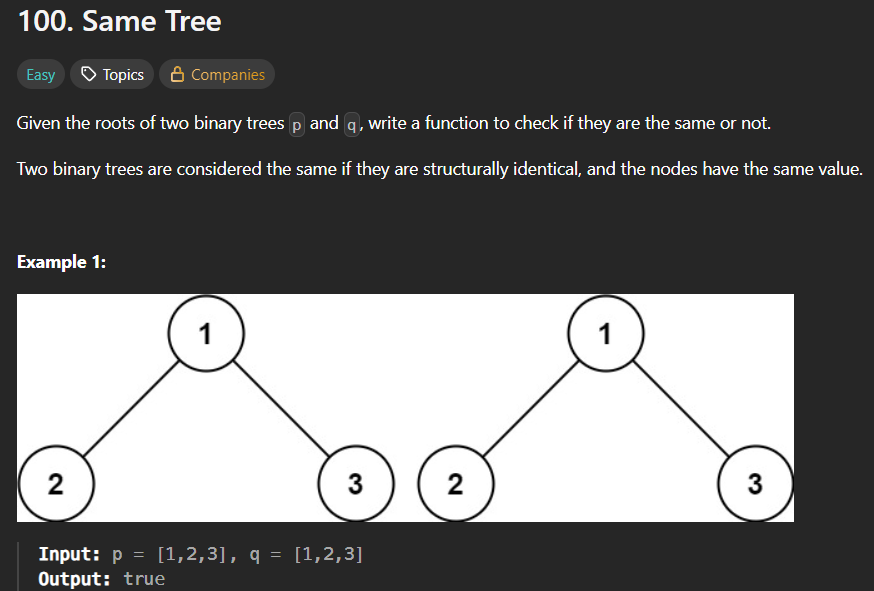 100. Same Tree
Easy Topics Companies
Given the roots of two binary trees p and q, write a function to check if they are the same or not.
Two binary trees are considered the same if they are structurally identical, and the nodes have the same value.
Example 1:
1 1
2 3 2 3
Input: p = [1,2,3], q = [1,2,3]
Output: true